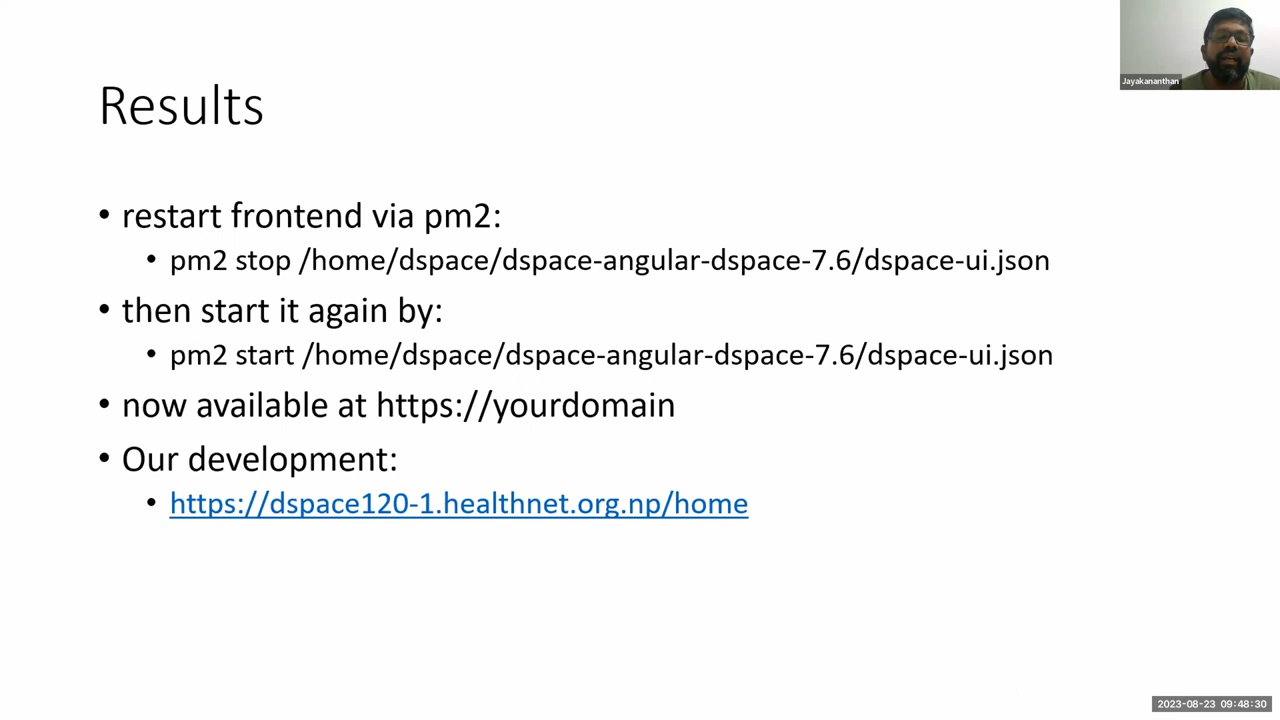 Jayakananthan
Results
• restart frontend via pm2:
• pm2 stop /home/dspace/dspace-angular-dspace-7.6/dspace-ui.json
• then start it again by:
• pm2 start /home/dspace/dspace-angular-dspace-7.6/dspace-ui.json
• now available at https://yourdomain
• Our development:
• https://dspace120-1.healthnet.org.np/home
2023-08-23 09:48:30